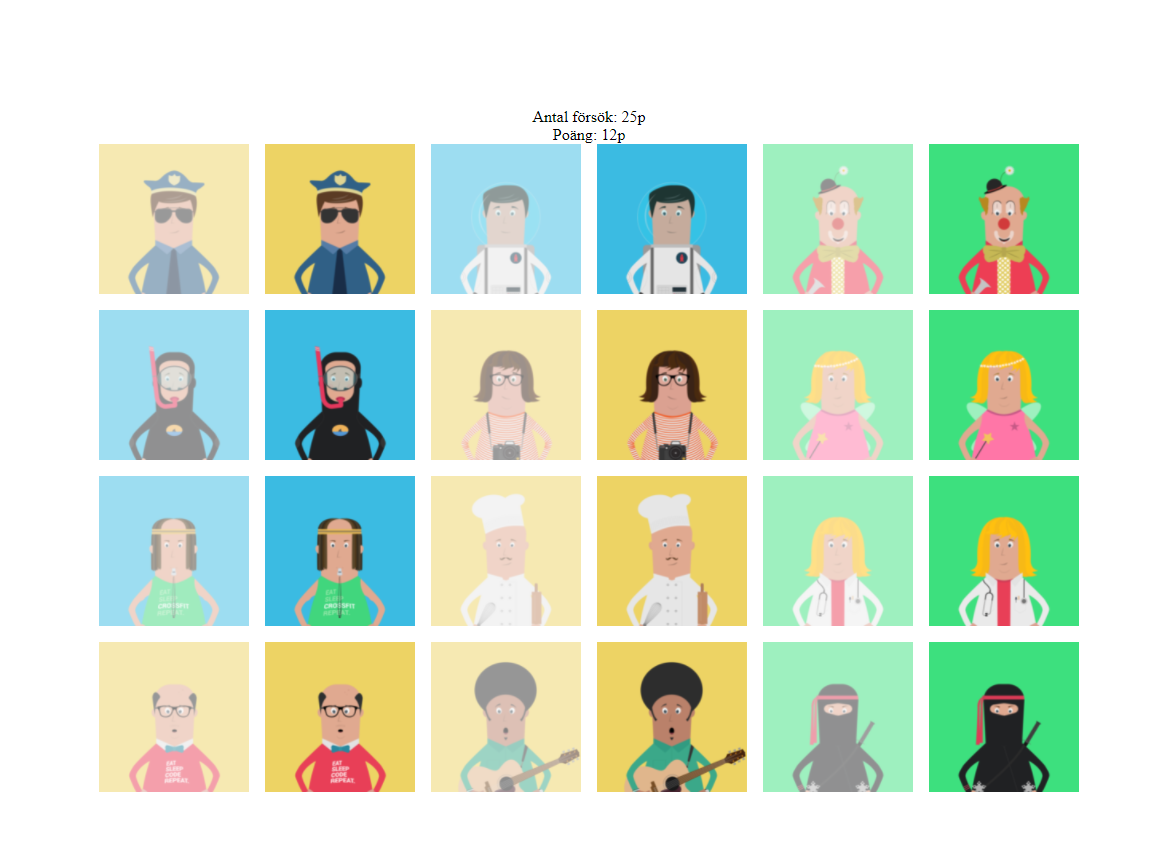 Antal försök: 25p
Poäng: 12p
EAT
SLEEP
CROSSFIT
REPEAT.
EAT
SLEEP
CROSSFIT
REPEAT.
EAT
SLEEP
CODE
REPEAT.
EAT
SLEEP
CODE
REPEAT.